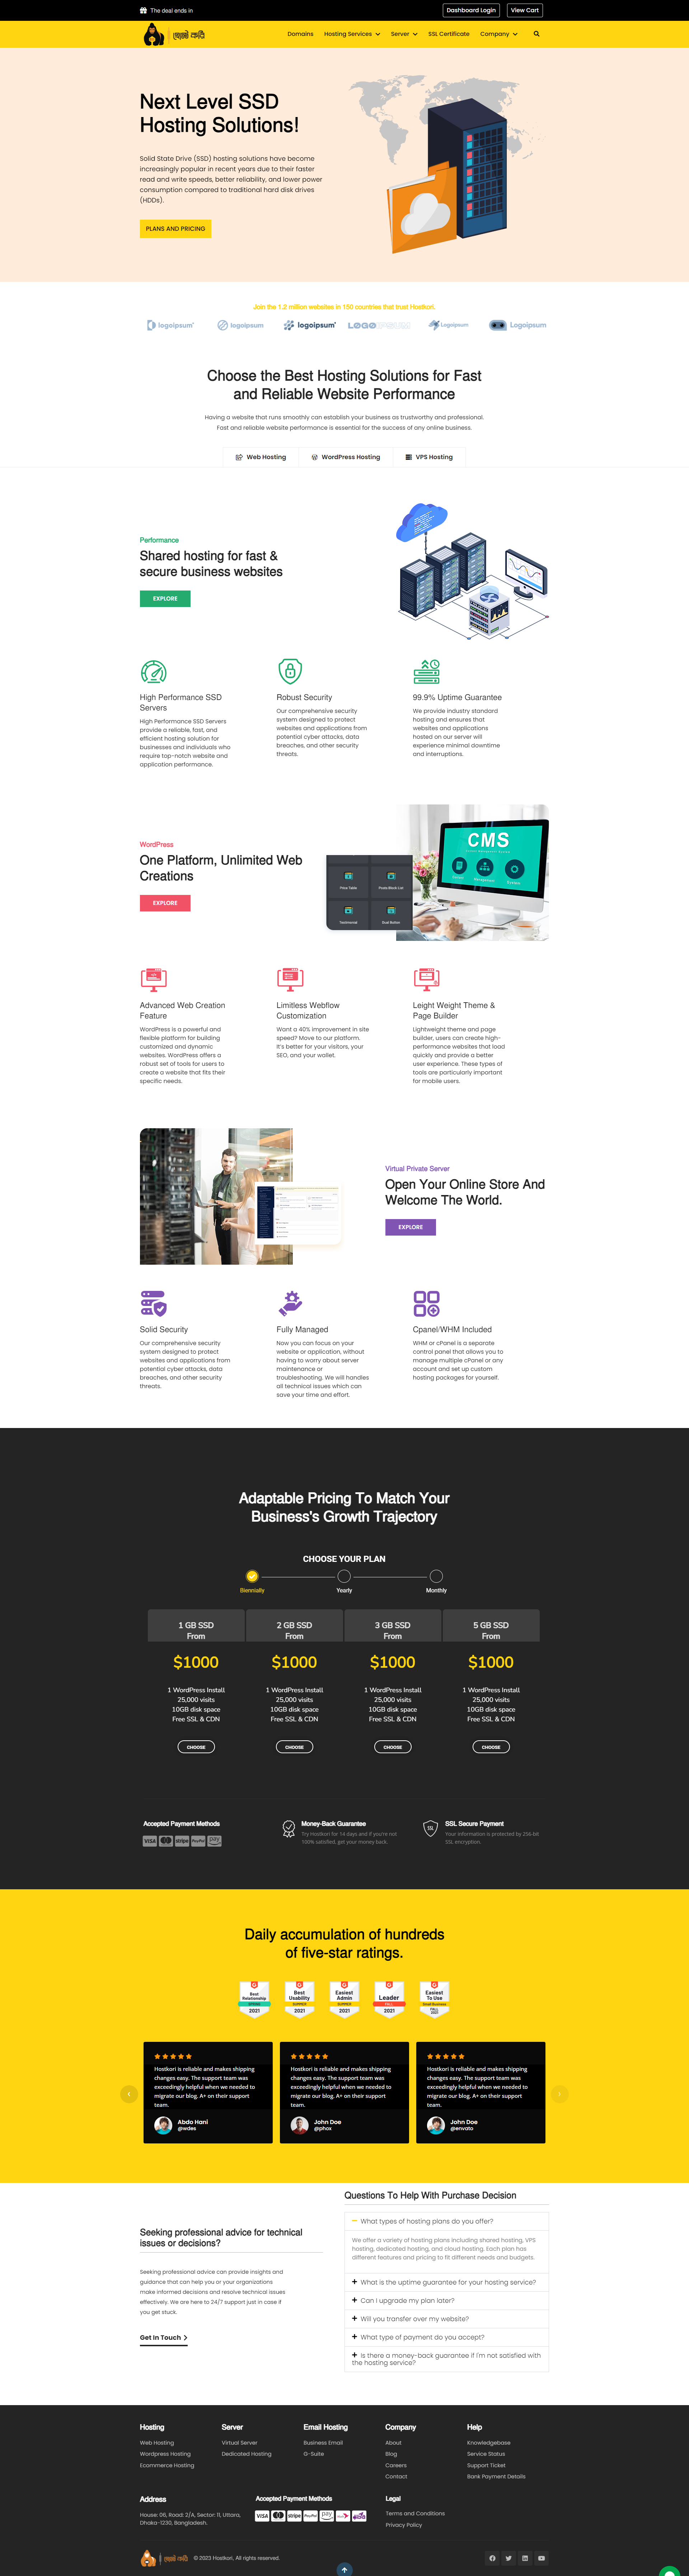 The deal ends in
Dashboard Login
View Cart
হোস্ট কোরি
Domains
Hosting Services
Server
SSL Certificate
Company
Next Level SSD
Hosting Solutions!
Solid State Drive (SSD) hosting solutions have become
increasingly popular in recent years due to their faster
read and write speeds, better reliability, and lower power
consumption compared to traditional hard disk drives
(HDDs).
PLANS AND PRICING
Join the 1.2 million websites in 150 countries that trust Hostkori.
logoipsum
logoipsum
logoipsum
LOGOIPSUM
Logoipsum
Logoipsum
Choose the Best Hosting Solutions for Fast
and Reliable Website Performance
Having a website that runs smoothly can establish your business as trustworthy and professional.
Fast and reliable website performance is essential for the success of any online business.
Web Hosting
WordPress Hosting
VPS Hosting
Performance
Shared hosting for fast &
secure business websites
EXPLORE
High Performance SSD
Servers
High Performance SSD Servers
provide a reliable, fast, and
efficient hosting solution for
businesses and individuals who
require top-notch website and
application performance.
Robust Security
Our comprehensive security
system designed to protect
websites and applications from
potential cyber attacks, data
breaches, and other security
threats.
99.9% Uptime Guarantee
We provide industry standard
hosting and ensures that
websites and applications
hosted on our server will
experience minimal downtime
and interruptions.
WordPress
One Platform, Unlimited Web
Creations
EXPLORE
CMS
Price Table
Posts Block List
Testimonial
Dual Button
Advanced Web Creation
Feature
WordPress is a powerful and
flexible platform for building
customized and dynamic
websites. WordPress offers a
robust set of tools for users to
create a website that fits their
specific needs.
Limitless Webflow
Customization
Want a 40% improvement in site
speed? Move to our platform.
It's better for your visitors, your
SEO, and your wallet.
Leight Weight Theme &
Page Builder
Lightweight theme and page
builder, users can create high-
performance websites that load
quickly and provide a better
user experience. These types of
tools are particularly important
for mobile users.
Virtual Private Server
Open Your Online Store And
Welcome The World.
EXPLORE
Solid Security
Our comprehensive security
system designed to protect
websites and applications from
potential cyber attacks, data
breaches, and other security
threats.
Fully Managed
Now you can focus on your
website or application, without
having to worry about server
maintenance or
troubleshooting. We will handles
all technical issues which can
save your time and effort.
Cpanel/WHM Included
WHM or cPanel is a separate
control panel that allows you to
manage multiple cPanel or any
account and set up custom
hosting packages for yourself.
Adaptable Pricing To Match Your
Business's Growth Trajectory
CHOOSE YOUR PLAN
Biennially
Yearly
Monthly
1 GB SSD
From
$1000
1 WordPress Install
25,000 visits
10GB disk space
Free SSL & CDN
CHOOSE
2 GB SSD
From
$1000
1 WordPress Install
25,000 visits
10GB disk space
Free SSL & CDN
CHOOSE
3 GB SSD
From
$1000
1 WordPress Install
25,000 visits
10GB disk space
Free SSL & CDN
CHOOSE
5 GB SSD
From
$1000
1 WordPress Install
25,000 visits
10GB disk space
Free SSL & CDN
CHOOSE
Accepted Payment Methods
VISA
stripe
PayPal
pay
Money-Back Guarantee
Try Hostkori for 14 days and if you're not
100% satisfied, get your money back.
SSL
SSL Secure Payment
Your information is protected by 256-bit
SSL encryption.
Daily accumulation of hundreds
of five-star ratings.
Best
Relationship
2021
Best
Usability
SUMMER
2021
Easiest
Admin
SUMMER
2021
Leader
FALL
2021
Easiest
To Use
Small Business
FALL
2021
Hostkori is reliable and makes shipping
changes easy. The support team was
exceedingly helpful when we needed to
migrate our blog. A+ on their support
team.
Abdo Hani
@wdes
Hostkori is reliable and makes shipping
changes easy. The support team was
exceedingly helpful when we needed to
migrate our blog. A+ on their support
team.
John Doe
@phox
Hostkori is reliable and makes shipping
changes easy. The support team was
exceedingly helpful when we needed to
migrate our blog. A+ on their support
team.
John Doe
@envato
Seeking professional advice for technical
issues or decisions?
Seeking professional advice can provide insights and
guidance that can help you or your organizations
make informed decisions and resolve technical issues
effectively. We are here to 24/7 support just in case if
you get stuck.
Get In Touch
Questions To Help With Purchase Decision
What types of hosting plans do you offer?
We offer a variety of hosting plans including shared hosting, VPS
hosting, dedicated hosting, and cloud hosting. Each plan has
different features and pricing to fit different needs and budgets.
What is the uptime guarantee for your hosting service?
Can I upgrade my plan later?
Will you transfer over my website?
What type of payment do you accept?
Is there a money-back guarantee if I'm not satisfied with
the hosting service?
Hosting
Web Hosting
Wordpress Hosting
Ecommerce Hosting
Server
Virtual Server
Dedicated Hosting
Email Hosting
Business Email
G-Suite
Company
About
Blog
Careers
Contact
Help
Knowledgebase
Service Status
Support Ticket
Bank Payment Details
Address
House: 06, Road: 2/A, Sector: 11, Uttara,
Dhaka-1230, Bangladesh.
Accepted Payment Methods
VISA
stripe
PayPal
pay
Legal
Terms and Conditions
Privacy Policy
হোস্ট কোরি
© 2023 Hostkori, All rights reserved.